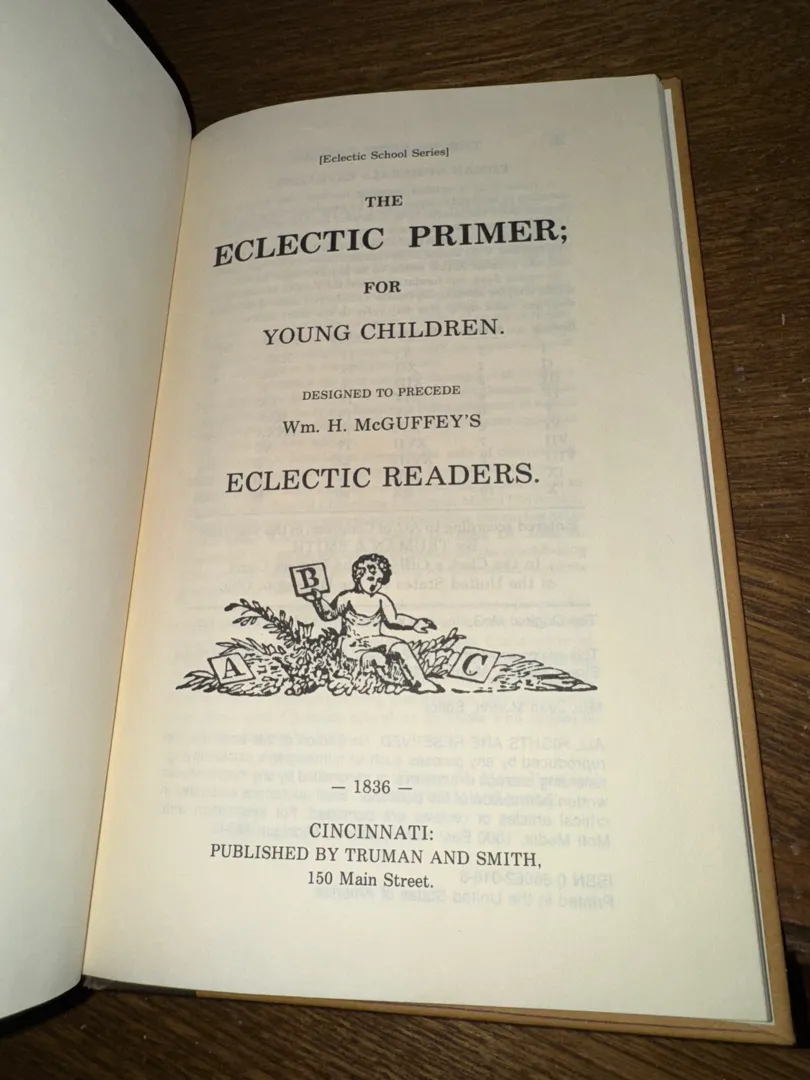 [Eclectic School Series]
THE
ECLECTIC PRIMER;
FOR
YOUNG CHILDREN.
DESIGNED TO PRECEDE
Wm. H. McGUFFEY'S
ECLECTIC READERS.
B
A
C
— 1836 —
CINCINNATI:
PUBLISHED BY TRUMAN AND SMITH,
150 Main Street.